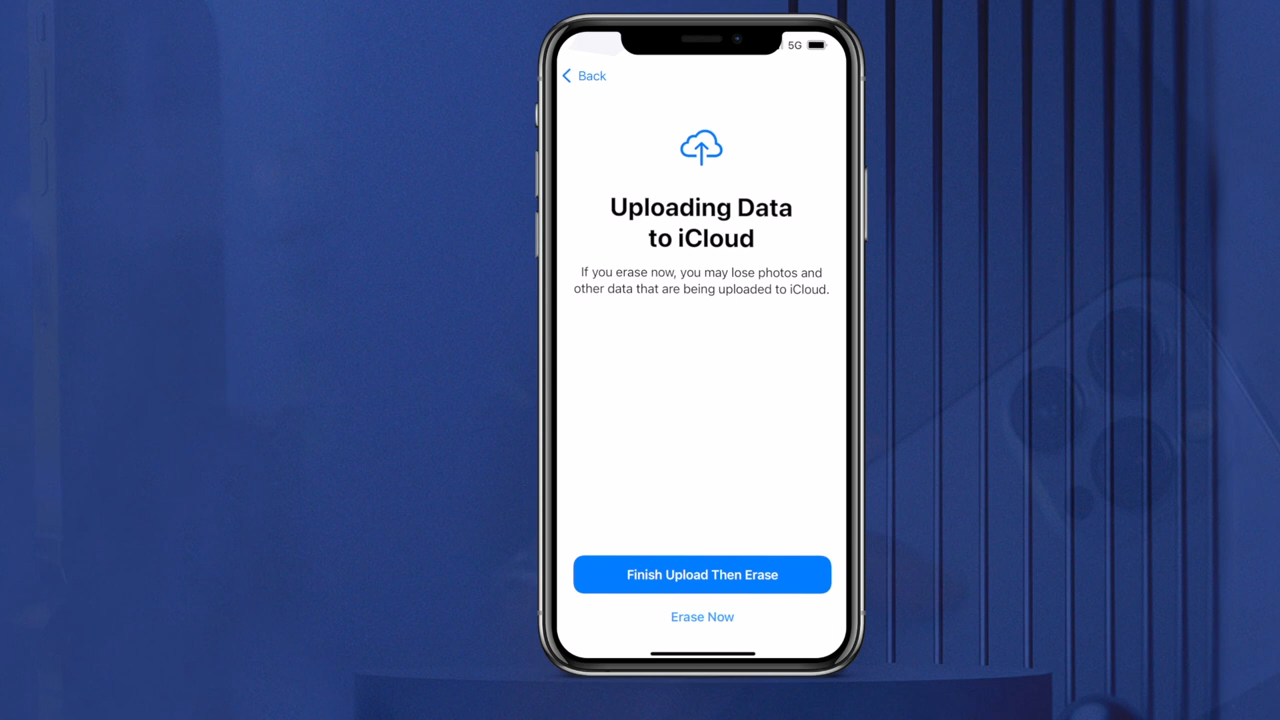 5G
Back
Uploading Data
to iCloud
If you erase now, you may lose photos and
other data that are being uploaded to iCloud.
Finish Upload Then Erase
Erase Now